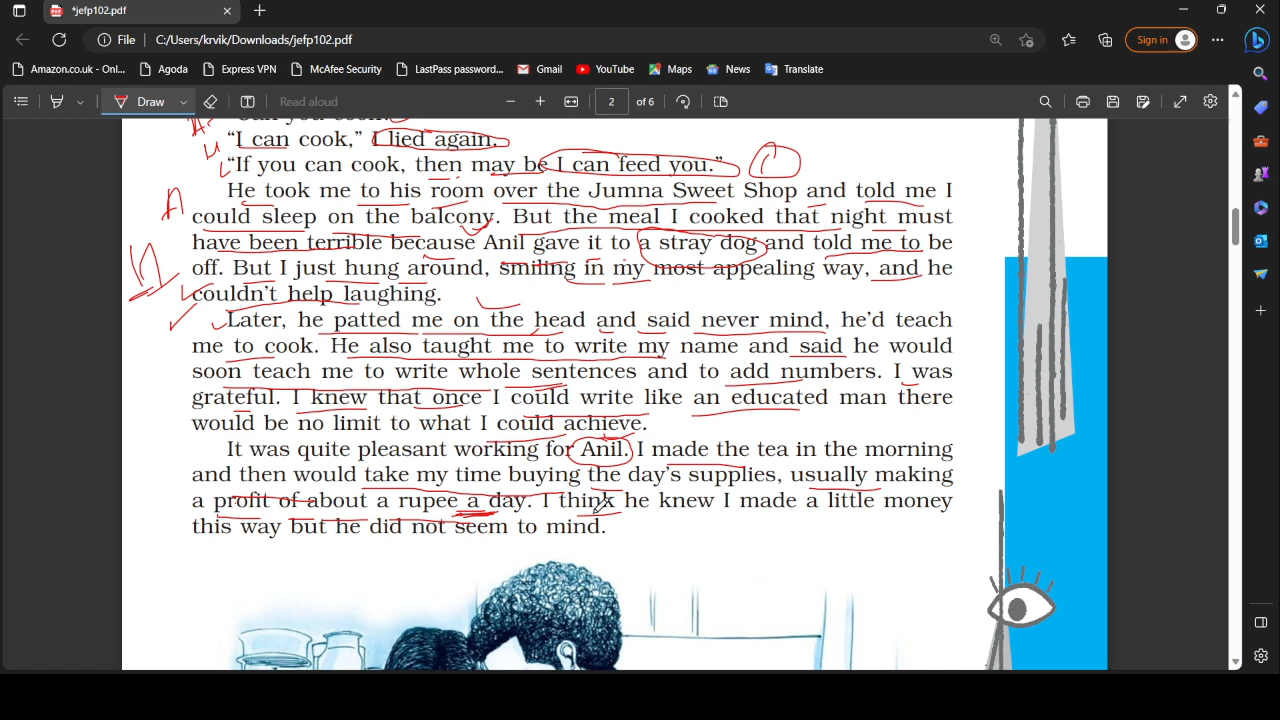 *jefp102.pdf
File C:/Users/krvik/Downloads/jefp102.pdf Sign in
Amazon.co.uk - Onl... Agoda Express VPN McAfee Security LastPass password... Gmail YouTube Maps News Translate
Draw Read aloud 2 of 6
“I can cook,” I lied again.
“If you can cook, then may be I can feed you.”
He took me to his room over the Jumna Sweet Shop and told me I
could sleep on the balcony. But the meal I cooked that night must
have been terrible because Anil gave it to a stray dog and told me to be
off. But I just hung around, smiling in my most appealing way, and he
couldn’t help laughing.
Later, he patted me on the head and said never mind, he’d teach
me to cook. He also taught me to write my name and said he would
soon teach me to write whole sentences and to add numbers. I was
grateful. I knew that once I could write like an educated man there
would be no limit to what I could achieve.
It was quite pleasant working for Anil. I made the tea in the morning
and then would take my time buying the day’s supplies, usually making
a profit of about a rupee a day. I think he knew I made a little money
this way but he did not seem to mind.